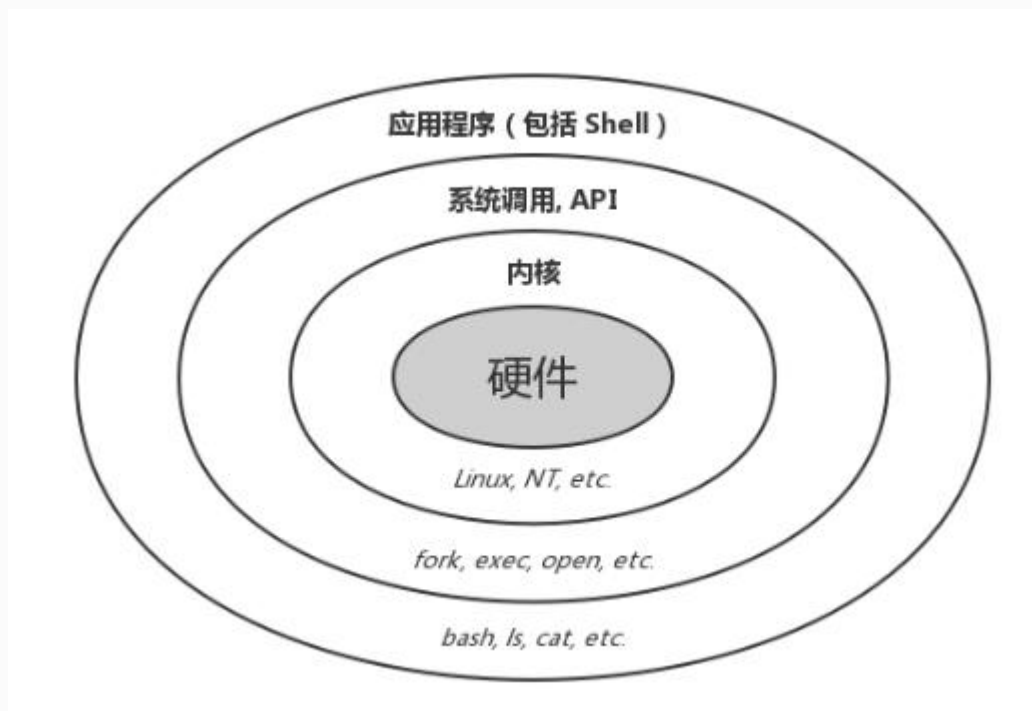 应用程序（包括 Shell）
系统调用, API
内核
硬件
Linux, NT, etc.
fork, exec, open, etc.
bash, ls, cat, etc.